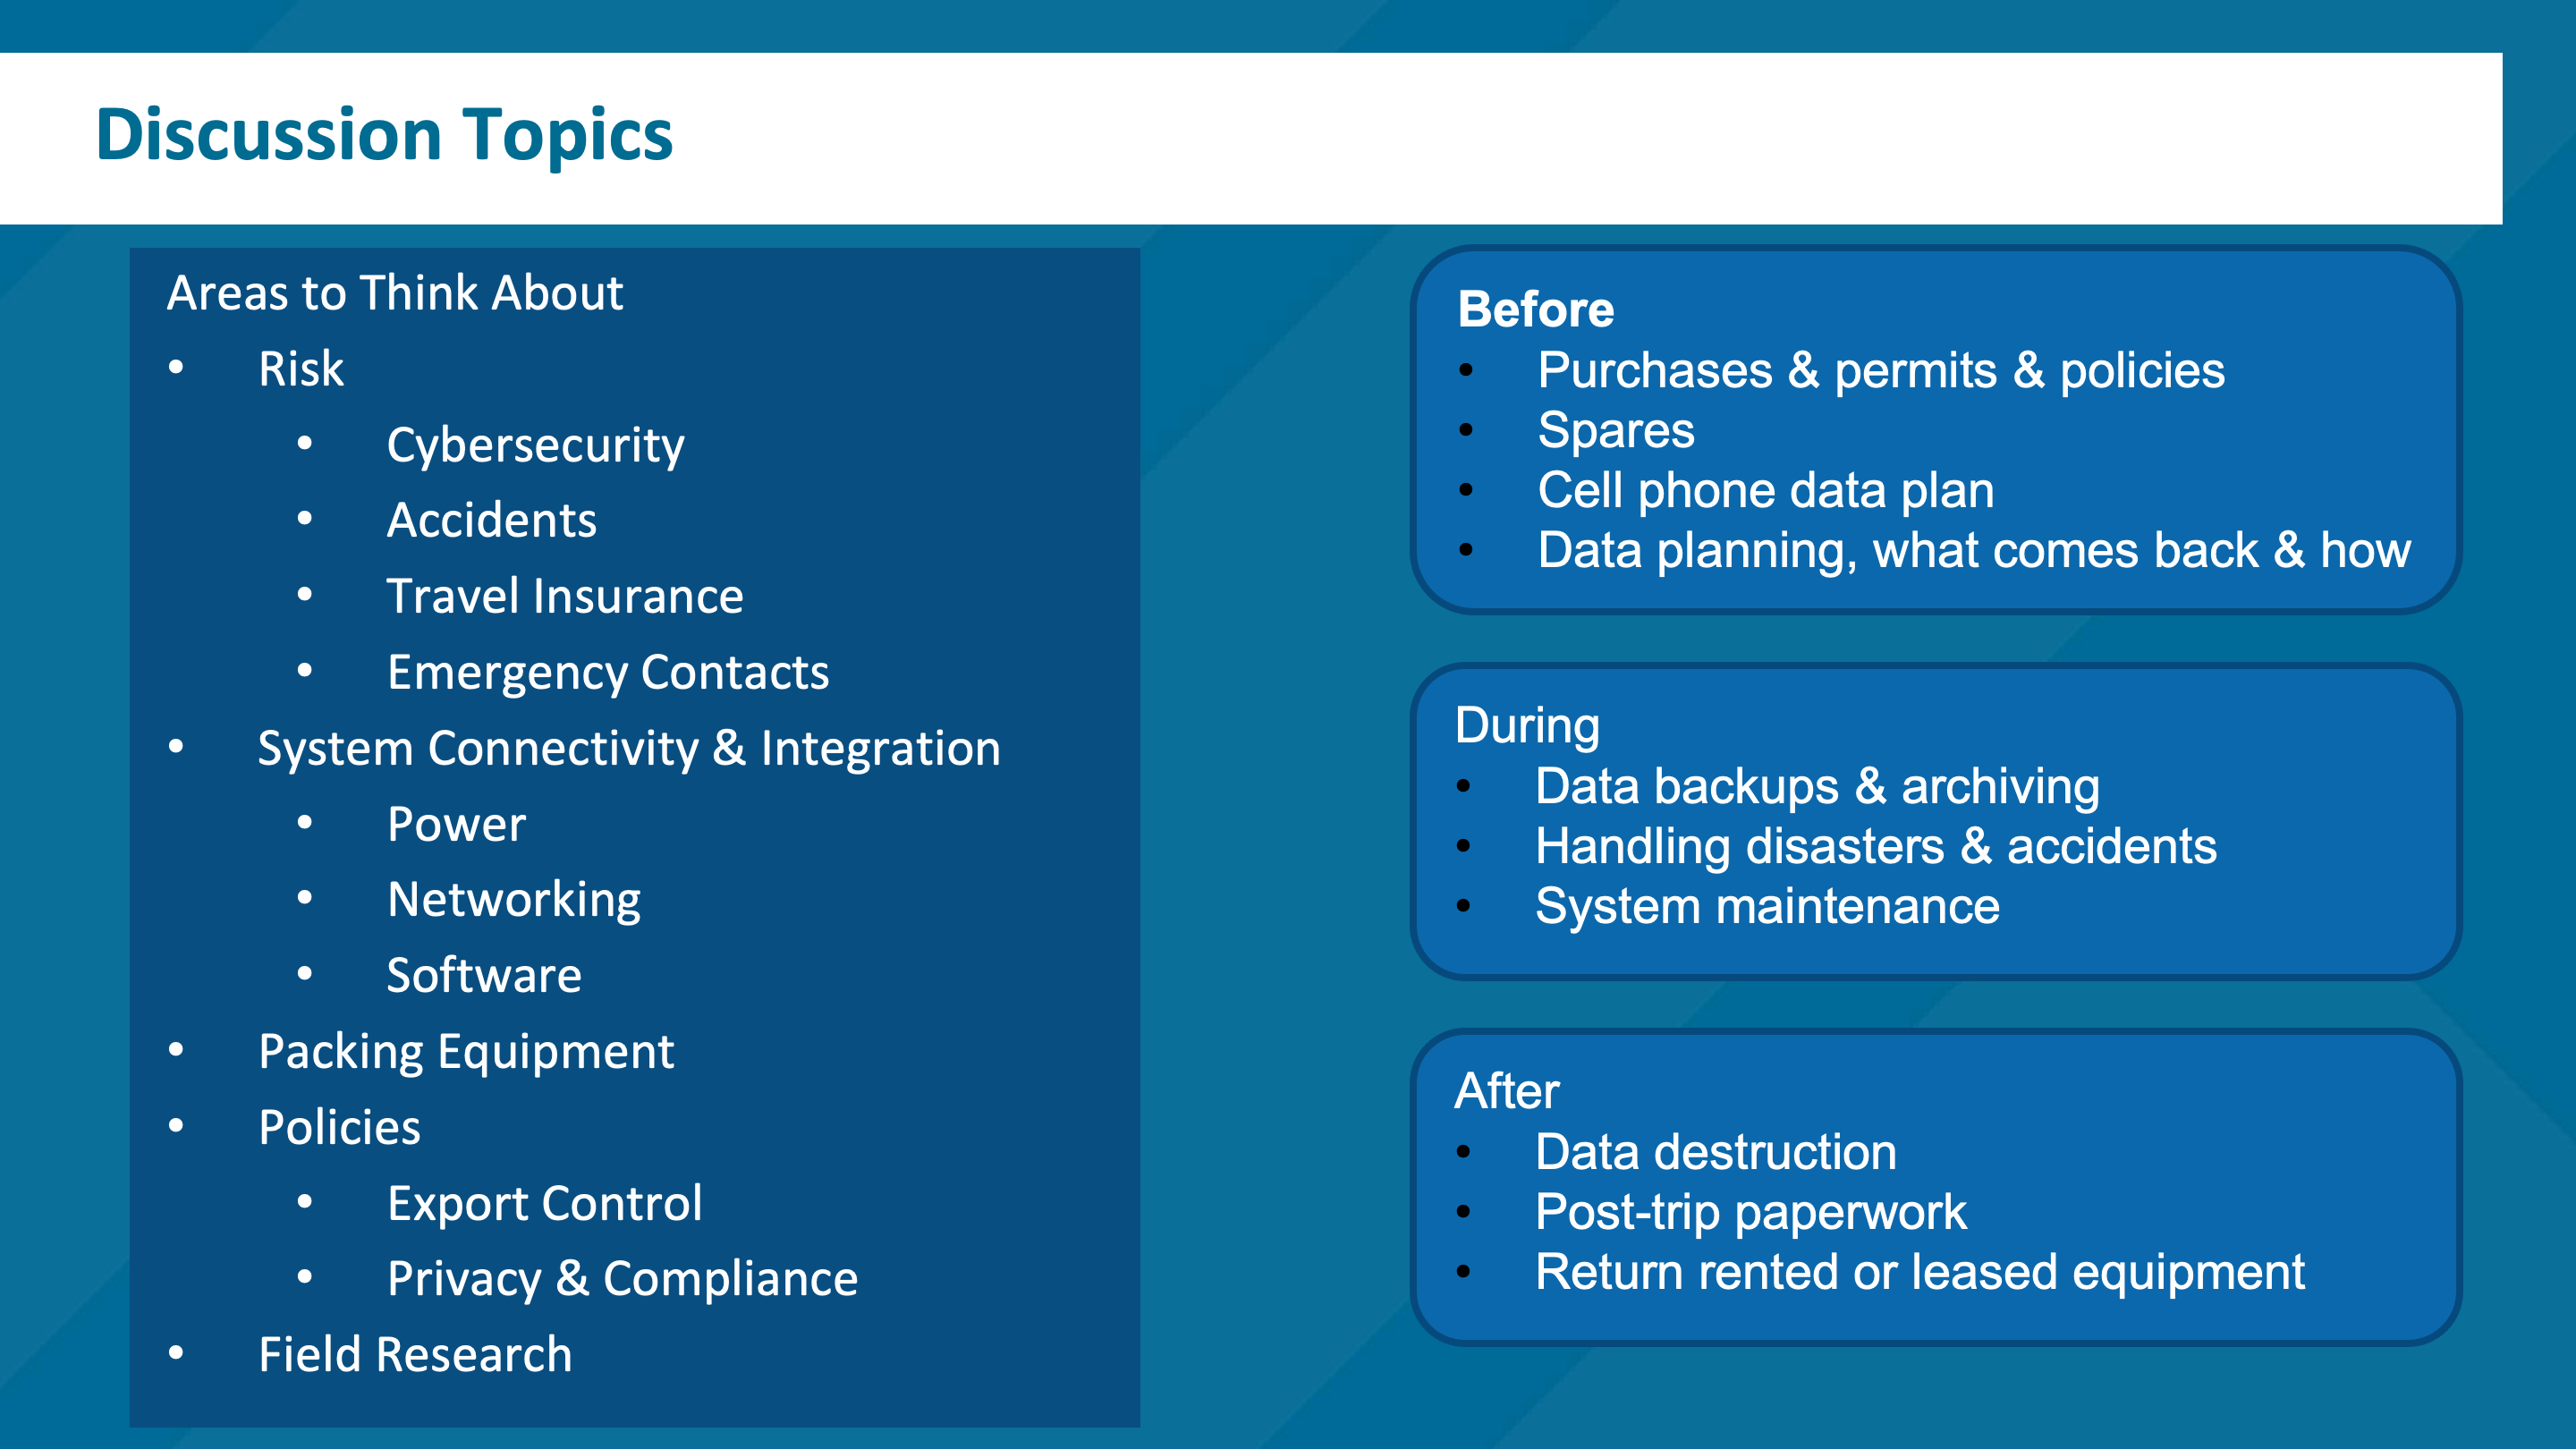 Discussion Topics
Areas to Think About
• Risk
• Cybersecurity
• Accidents
• Travel Insurance
• Emergency Contacts
• System Connectivity & Integration
• Power
• Networking
• Software
• Packing Equipment
• Policies
• Export Control
• Privacy & Compliance
• Field Research
Before
• Purchases & permits & policies
• Spares
• Cell phone data plan
• Data planning, what comes back & how
During
• Data backups & archiving
• Handling disasters & accidents
• System maintenance
After
• Data destruction
• Post-trip paperwork
• Return rented or leased equipment